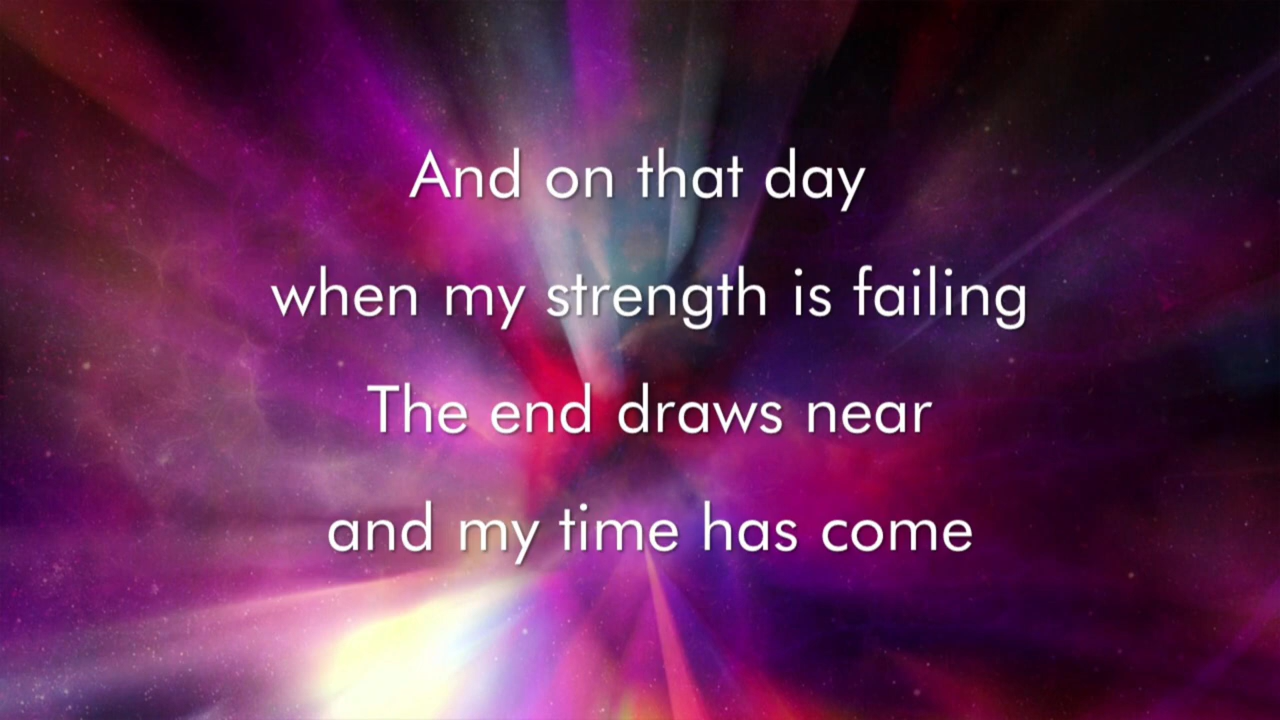 And on that day
when my strength is failing
The end draws near
and my time has come